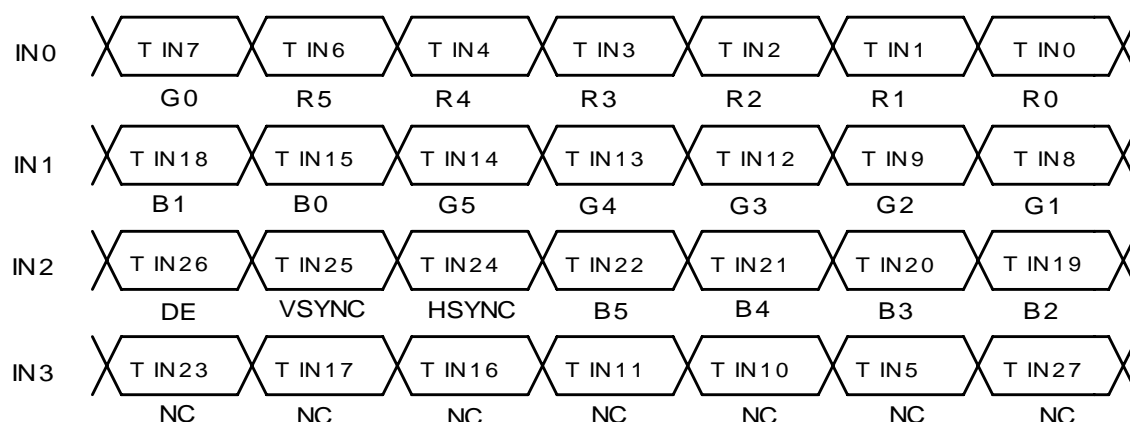 IN0 T IN7 T IN6 T IN4 T IN3 T IN2 T IN1 T IN0
G0 R5 R4 R3 R2 R1 R0
IN1 T IN18 T IN15 T IN14 T IN13 T IN12 T IN9 T IN8
B1 B0 G5 G4 G3 G2 G1
IN2 T IN26 T IN25 T IN24 T IN22 T IN21 T IN20 T IN19
DE VSYNC HSYNC B5 B4 B3 B2
IN3 T IN23 T IN17 T IN16 T IN11 T IN10 T IN5 T IN27
NC NC NC NC NC NC NC